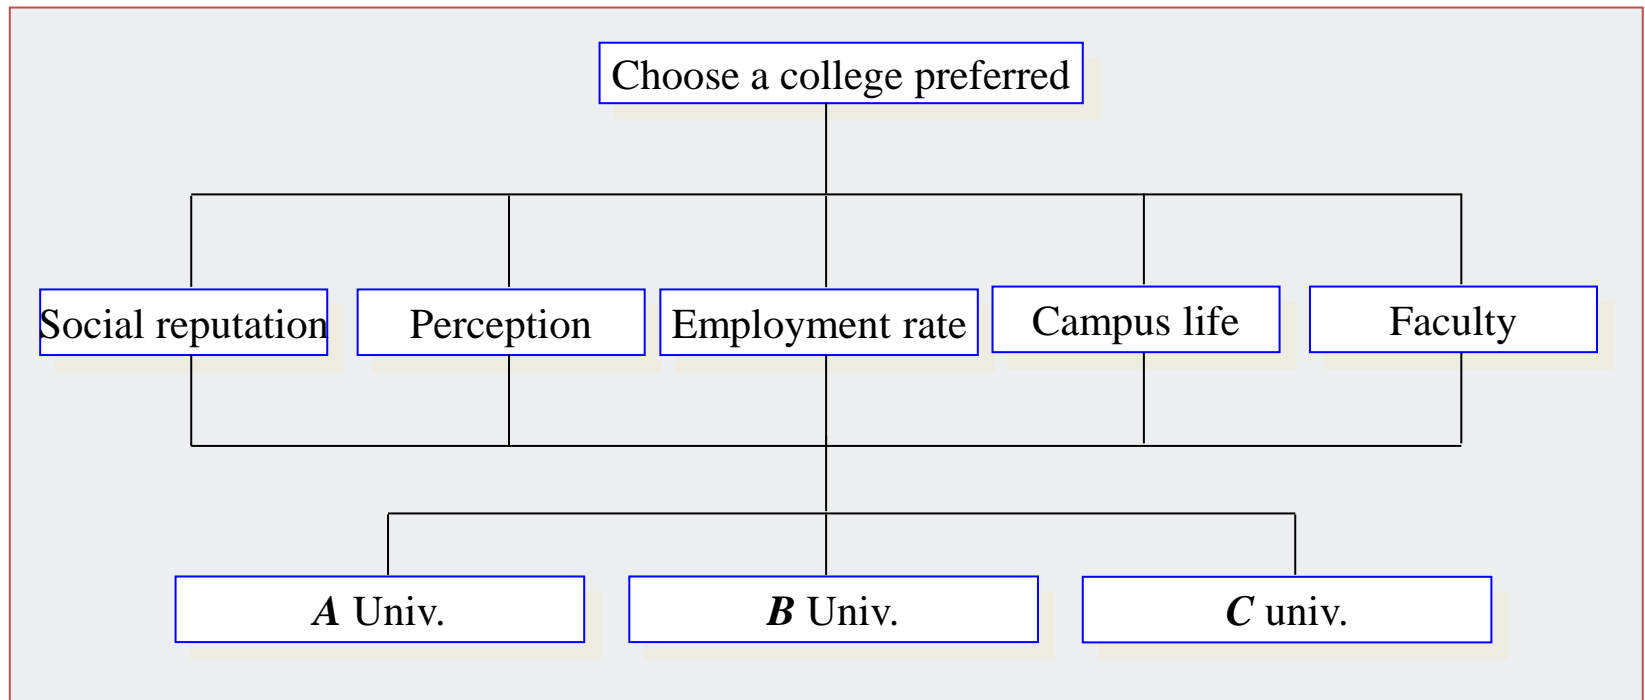 Choose a college preferred
Social reputation
Perception
Employment rate
Campus life
Faculty
A Univ.
B Univ.
C univ.